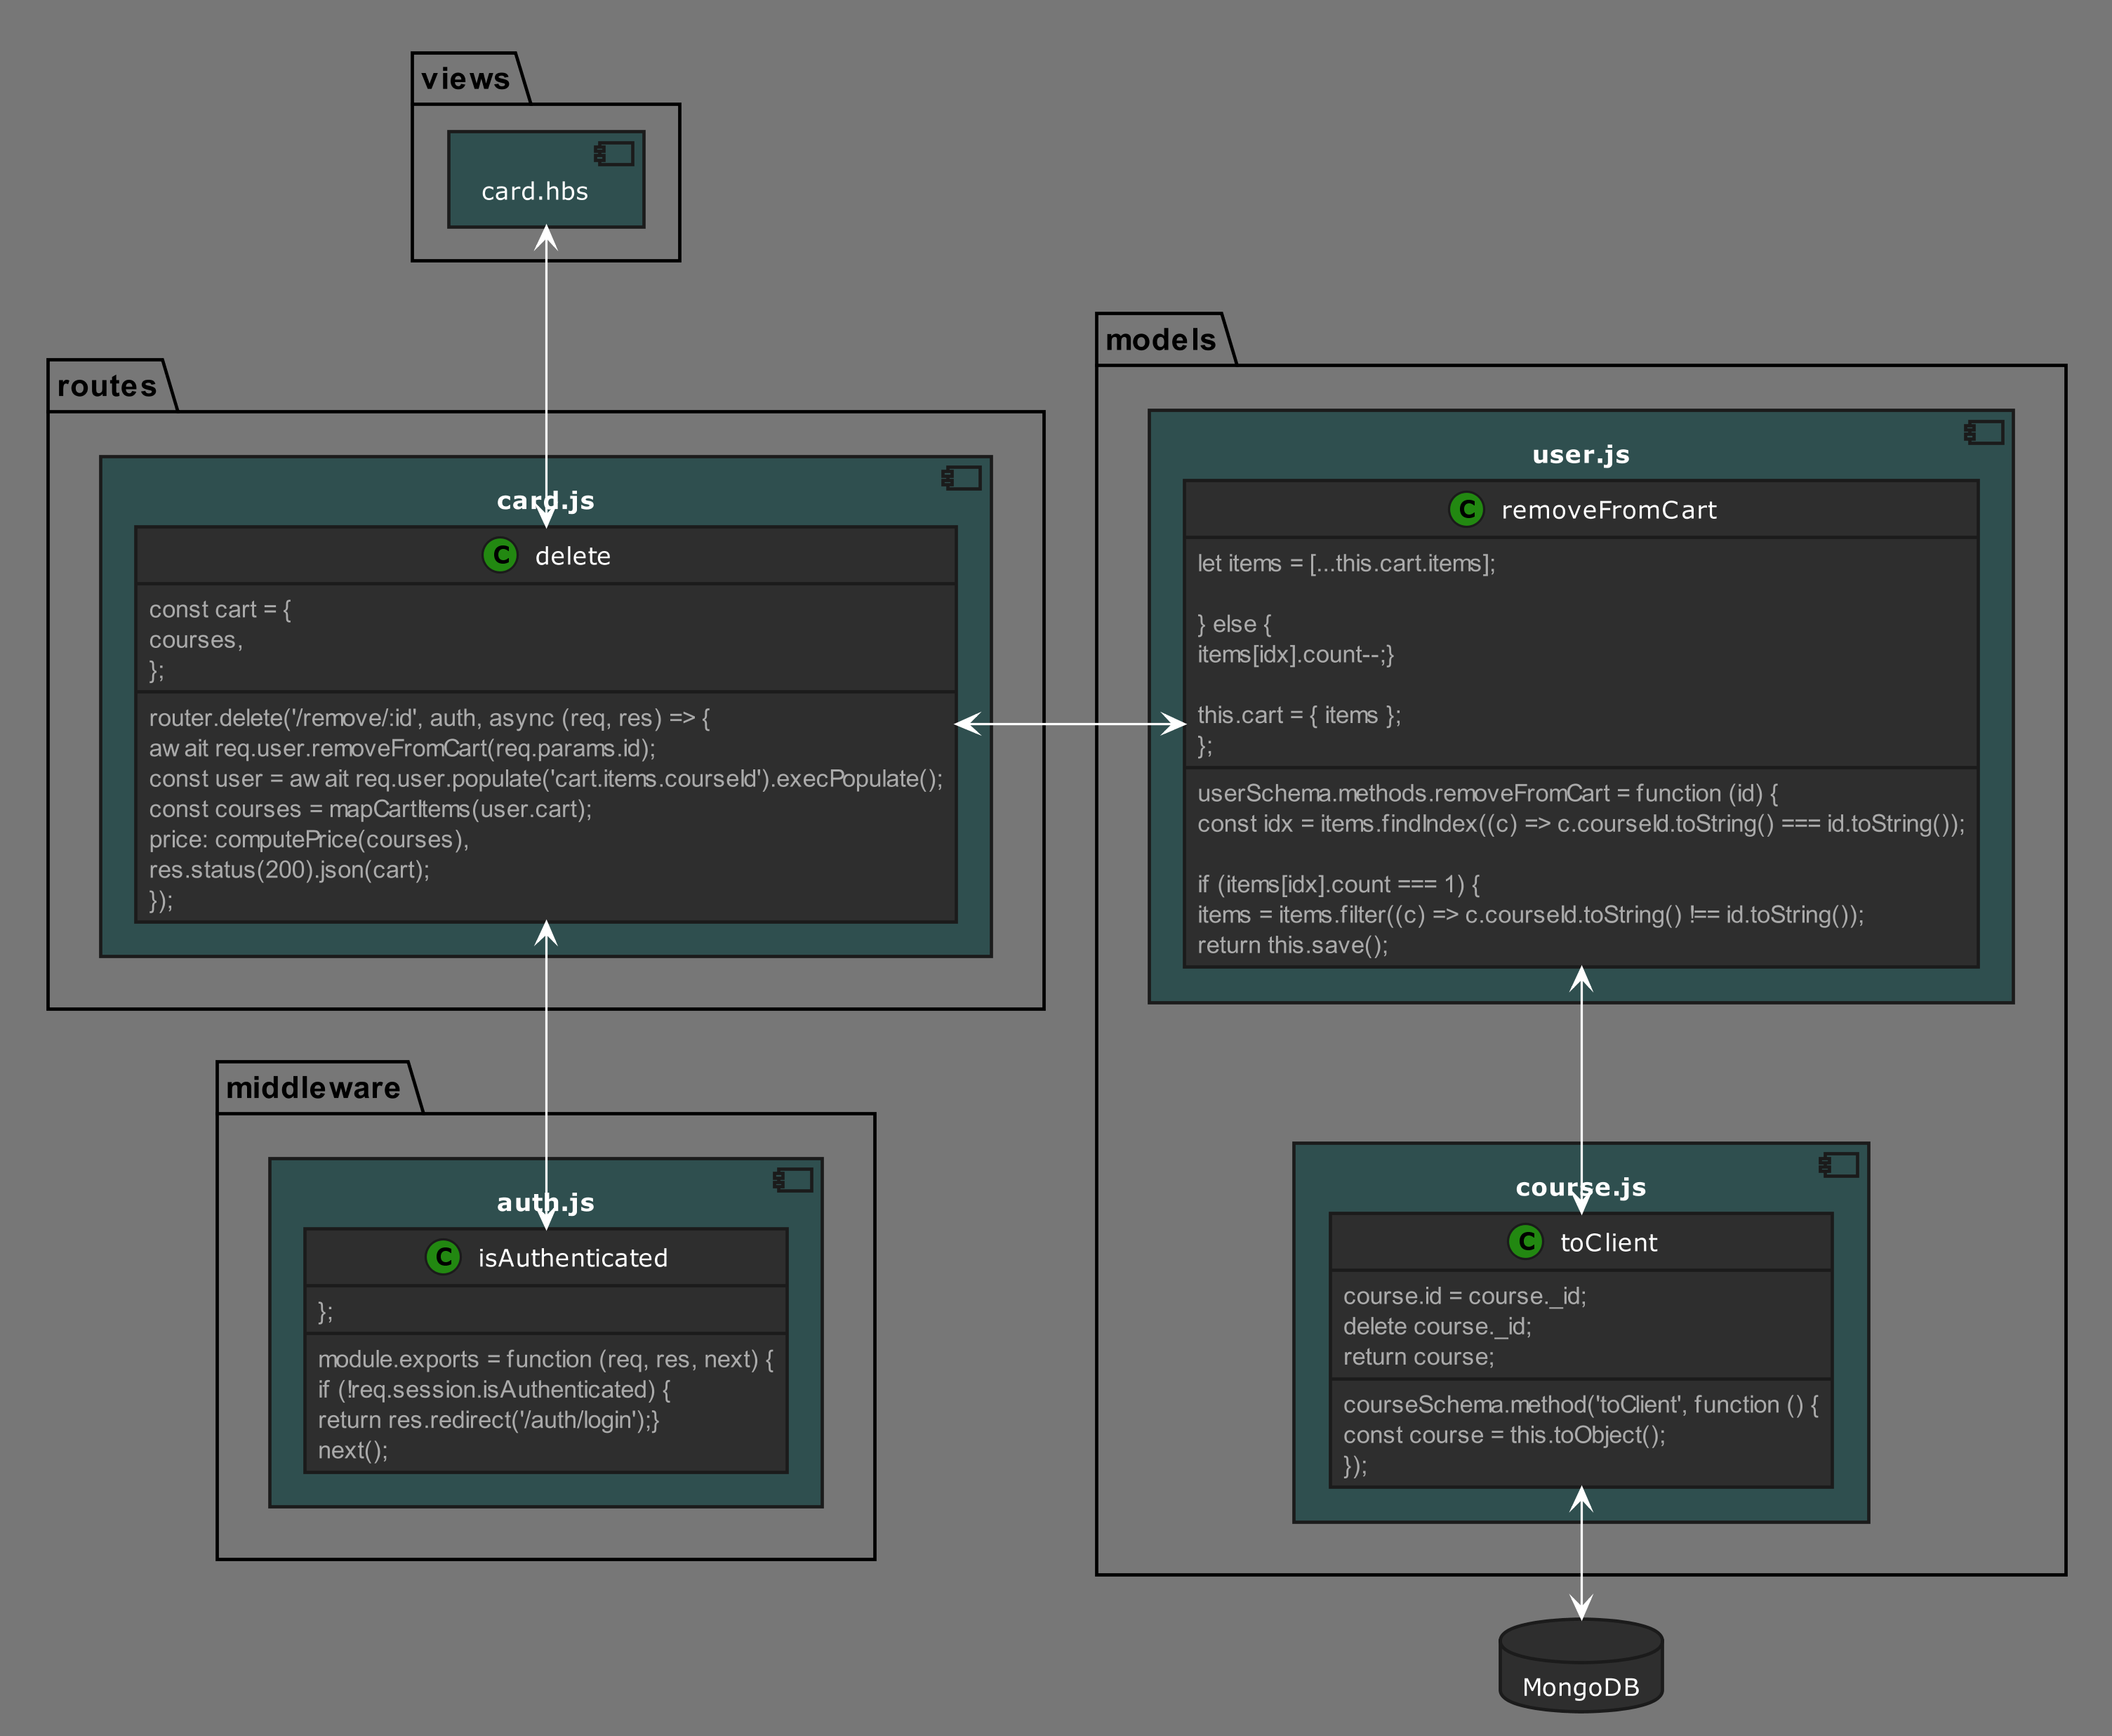 views
card.hbs
routes
card.js
C delete
const cart = {
courses,
};
router.delete('/remove/:id', auth, async (req, res) => {
await req.user.removeFromCart(req.params.id);
const user = await req.user.populate('cart.items.courseId').execPopulate();
const courses = mapCartItems(user.cart);
price: computePrice(courses),
res.status(200).json(cart);
});
middleware
auth.js
C isAuthenticated
};
module.exports = function (req, res, next) {
if (!req.session.isAuthenticated) {
return res.redirect('/auth/login');}
next();
models
user.js
C removeFromCart
let items = [...this.cart.items];
} else {
items[idx].count--;}
this.cart = { items };
};
userSchema.methods.removeFromCart = function (id) {
const idx = items.findIndex((c) => c.courseId.toString() === id.toString());
if (items[idx].count === 1) {
items = items.filter((c) => c.courseId.toString() !== id.toString());
return this.save();
course.js
C toClient
course.id = course._id;
delete course._id;
return course;
courseSchema.method('toClient', function () {
const course = this.toObject();
});
MongoDB